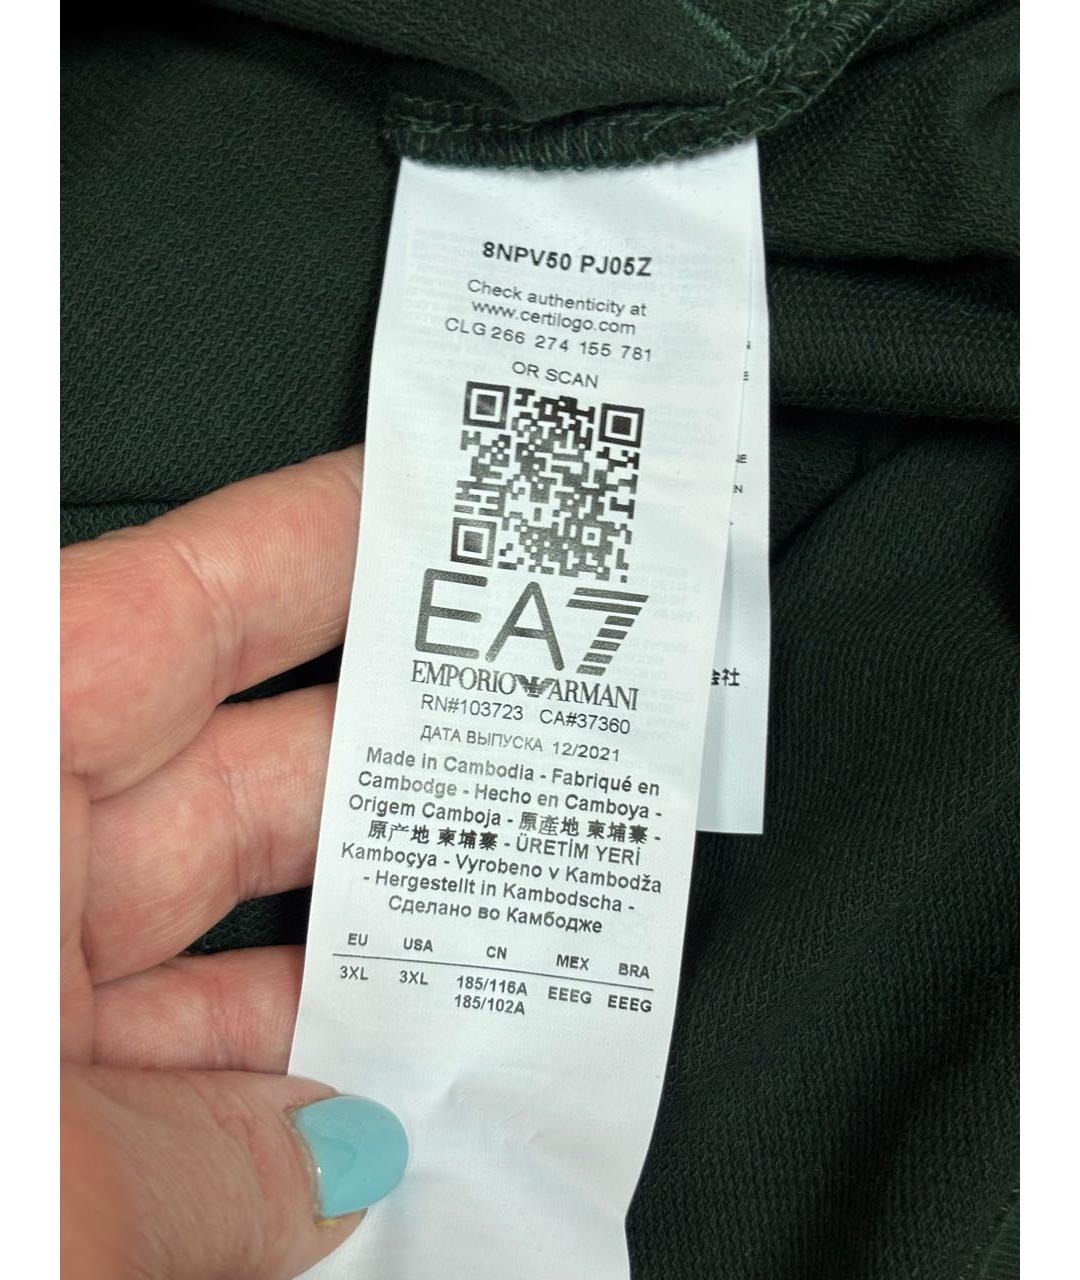 8NPV50 PJ05Z
Check authenticity at
www.certilogo.com
CLG 266 274 155 781
OR SCAN
EA7
EMPORIO ARMANI
RN#103723 CA#37360
ДАТА ВЫПУСКА 12/2021
Made in Cambodia - Fabriqué en
Cambodge - Hecho en Camboya -
Origem Camboja - 原產地 柬埔寨 -
原产地 柬埔寨 - ÜRETİM YERİ
Kamboçya - Vyrobeno v Kambodža
- Hergestellt in Kambodscha -
Сделано во Камбодже
EU USA CN MEX BRA
3XL 3XL 185/116A EEEG EEEG
185/102A
会社